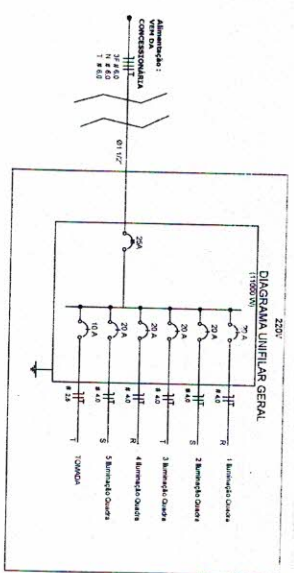 Alimentação :
VEM DA
CONCESSIONÁRIA
3F # 6.0
N # 6.0
T # 6.0
Ø1 1/2"
220V
DIAGRAMA UNIFILAR GERAL
(11000 W)
25A
20 A
# 4.0
R
1 Iluminação Quadra
20 A
# 4.0
S
2 Iluminação Quadra
20 A
# 4.0
T
3 Iluminação Quadra
20 A
# 4.0
R
4 Iluminação Quadra
20 A
# 4.0
S
5 Iluminação Quadra
10 A
# 2.5
T
TOMADA